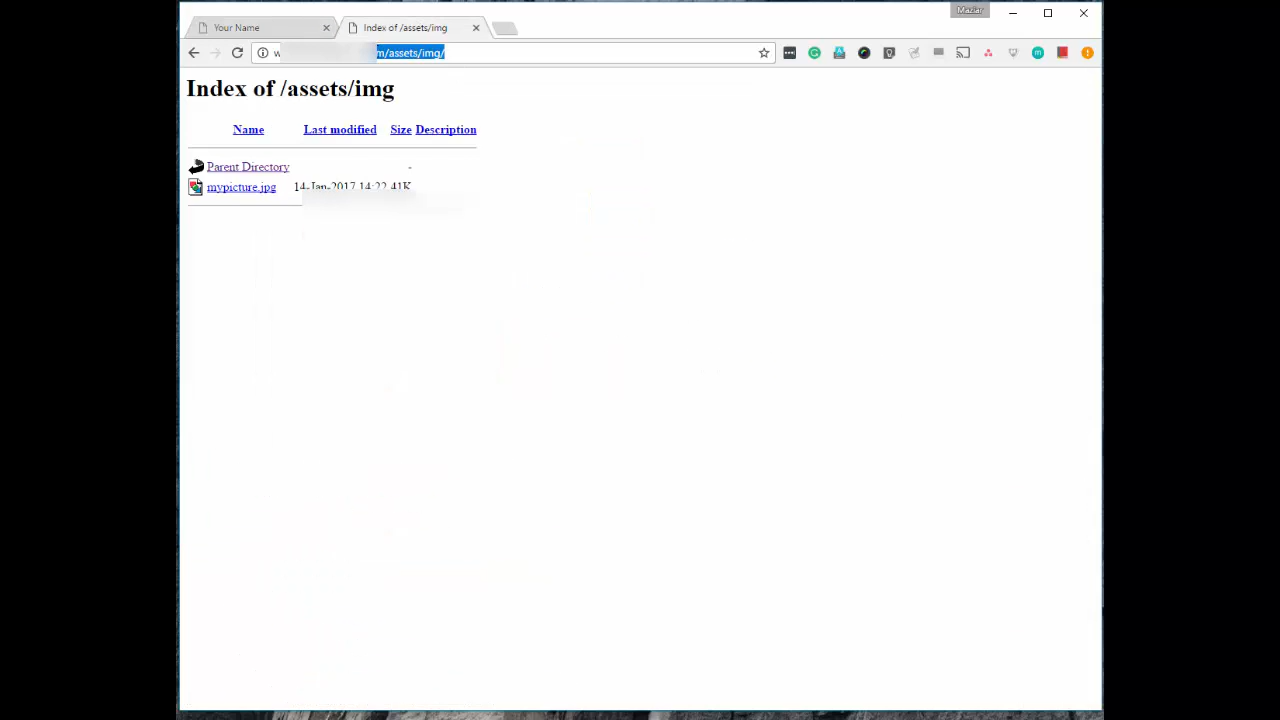 Maziar
Your Name
Index of /assets/img
w m/assets/img/
Index of /assets/img
Name Last modified Size Description
Parent Directory -
mypicture.jpg 14-Jan-2017 14:22 41K